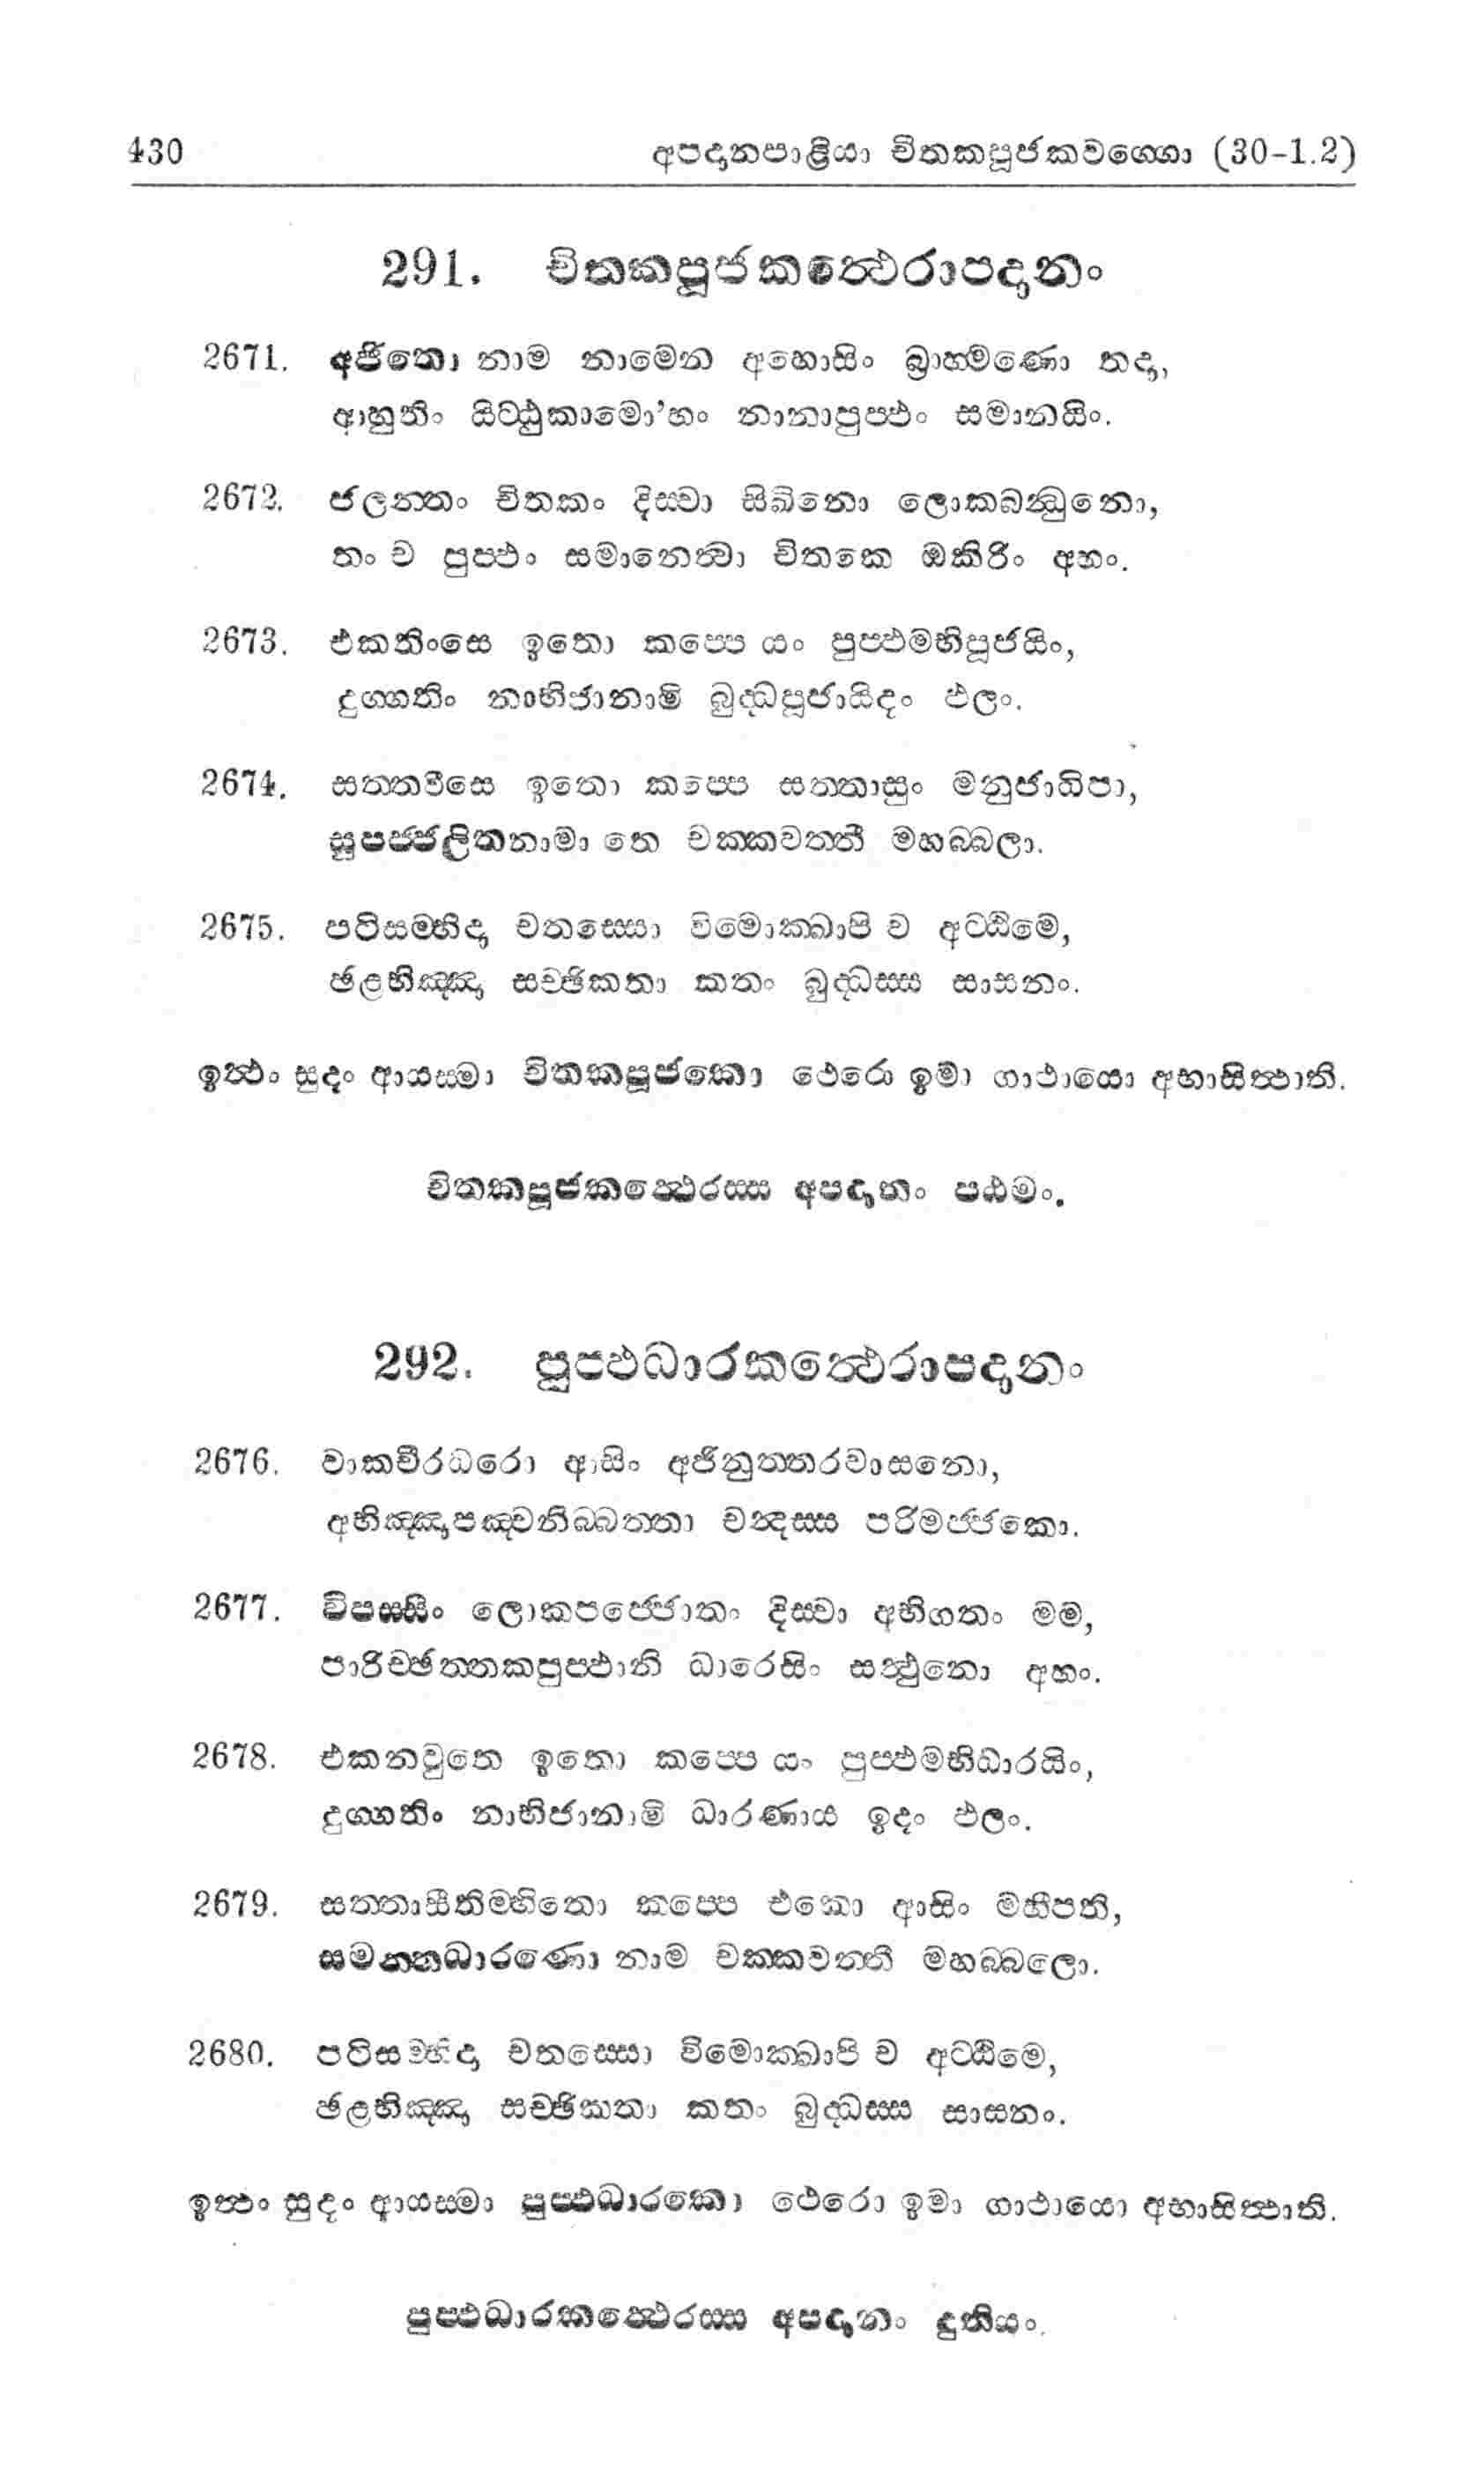 430 අපදානපාළියා චිතකපූජකවග්ගො (30-1.2)
291. චිතකපූජකත්ථෙරාපදානං
2671. අජිතො නාම නාමෙන අහොසිං බ්‍රාහ්මණො තදා,
ආහුතිං යිට්ඨුකාමො’හං නානාපුප්ඵං සමානයිං.
2672. ජලන්තං චිතකං දිස්වා සිඛිනො ලොකබන්ධුනො,
තං ච පුප්ඵං සමානෙත්වා චිතකෙ ඔකිරිං අහං.
2673. එකතිංසෙ ඉතො කප්පෙ යං පුප්ඵමභිපූජයිං,
දුග්ගතිං නාභිජානාමි බුද්ධපූජායිදං ඵලං.
2674. සත්තවීසෙ ඉතො කප්පෙ සත්තාසුං මනුජාධිපා,
සුපජ්ජලිතනාමා තෙ චක්කවත්තී මහබ්බලා.
2675. පටිසම්භිදා චතස්සො විමොක්ඛාපි ච අට්ඨිමෙ,
ඡළභිඤ්ඤා සච්ඡිකතා කතං බුද්ධස්ස සාසනං.
ඉත්ථං සුදං ආයස්මා චිතකපූජකො ථෙරො ඉමා ගාථායො අභාසිත්ථාති.
චිතකපූජකත්ථෙරස්ස අපදානං පඨමං.
292. පුප්ඵධාරකත්ථෙරාපදානං
2676. වාකචීරධරො ආසිං අජිනුත්තරවාසනො,
අභිඤ්ඤාපඤ්චනිබ්බත්තා චන්දස්ස පරිමජ්ජකො.
2677. විපස්සිං ලොකපජ්ජොතං දිස්වා අභිගතං මම,
පාරිච්ඡත්තකපුප්ඵානි ධාරෙසිං සත්ථුනො අහං.
2678. එකනවුතෙ ඉතො කප්පෙ යං පුප්ඵමභිධාරයිං,
දුග්ගතිං නාභිජානාමි ධාරණාය ඉදං ඵලං.
2679. සත්තාසීතිම්හිතො කප්පෙ එකො ආසිං මහීපති,
සමන්තධාරණො නාම චක්කවත්තී මහබ්බලො.
2680. පටිසම්භිදා චතස්සො විමොක්ඛාපි ච අට්ඨිමෙ,
ඡළභිඤ්ඤා සච්ඡිකතා කතං බුද්ධස්ස සාසනං.
ඉත්ථං සුදං ආයස්මා පුප්ඵධාරකො ථෙරො ඉමා ගාථායො අභාසිත්ථාති.
පුප්ඵධාරකත්ථෙරස්ස අපදානං දුතියං.